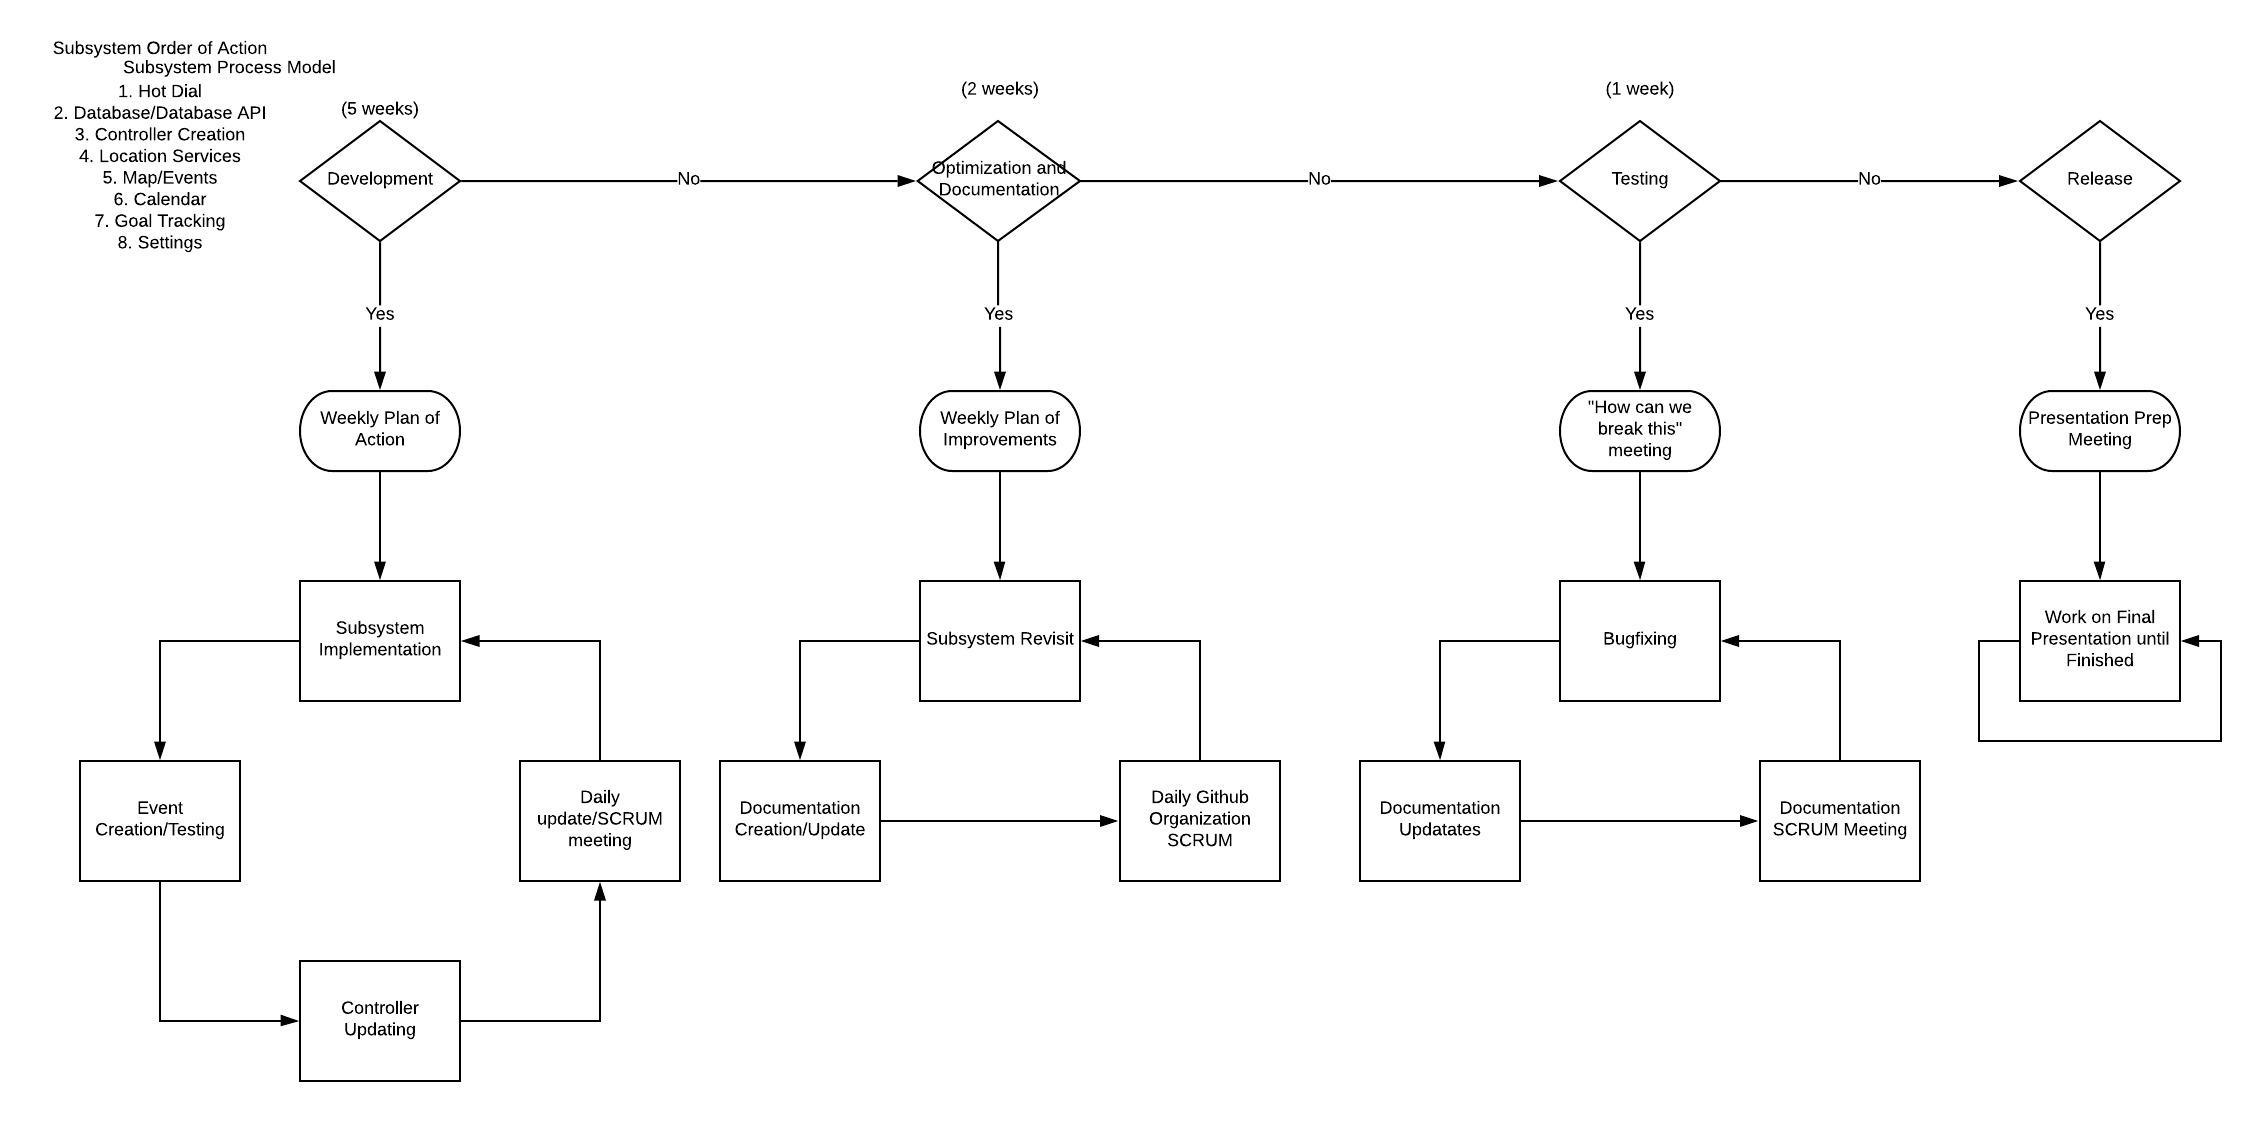 Subsystem Order of Action
Subsystem Process Model
1. Hot Dial
2. Database/Database API
3. Controller Creation
4. Location Services
5. Map/Events
6. Calendar
7. Goal Tracking
8. Settings
(5 weeks)
(2 weeks)
(1 week)
Development
No
Optimization and
Documentation
No
Testing
No
Release
Yes
Yes
Yes
Yes
Weekly Plan of
Action
Weekly Plan of
Improvements
"How can we
break this"
meeting
Presentation Prep
Meeting
Subsystem
Implementation
Subsystem Revisit
Bugfixing
Work on Final
Presentation until
Finished
Event
Creation/Testing
Daily
update/SCRUM
meeting
Documentation
Creation/Update
Daily Github
Organization
SCRUM
Documentation
Updatates
Documentation
SCRUM Meeting
Controller
Updating